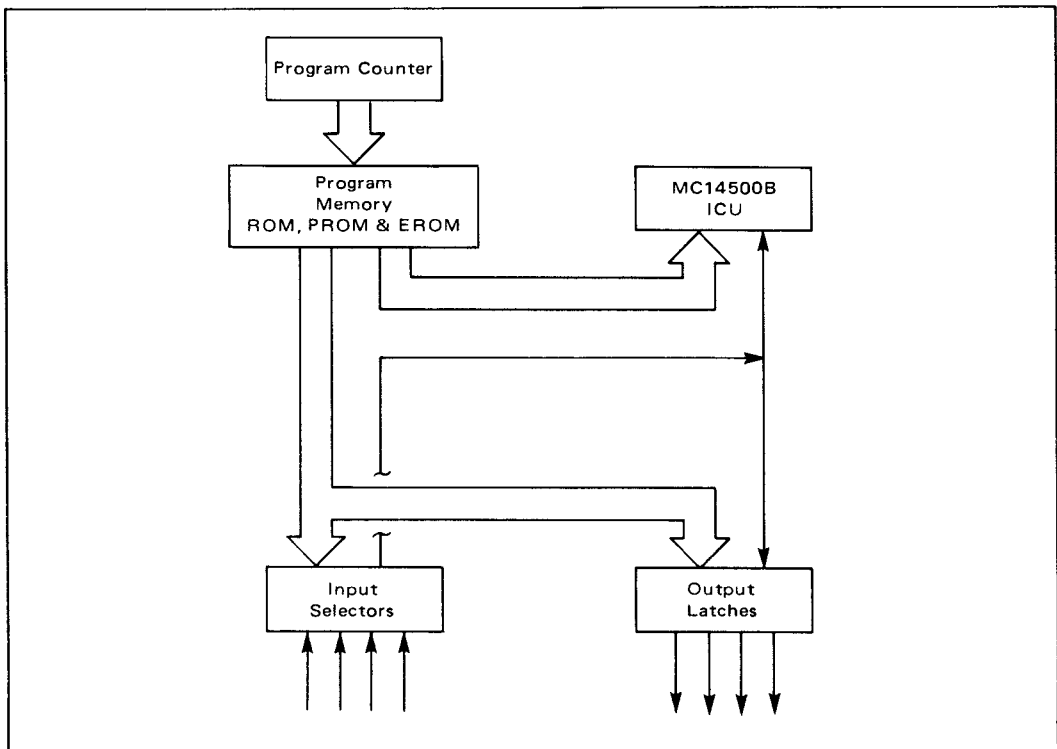 Program Counter
Program
Memory
ROM, PROM & EROM
MC14500B
ICU
Input
Selectors
Output
Latches